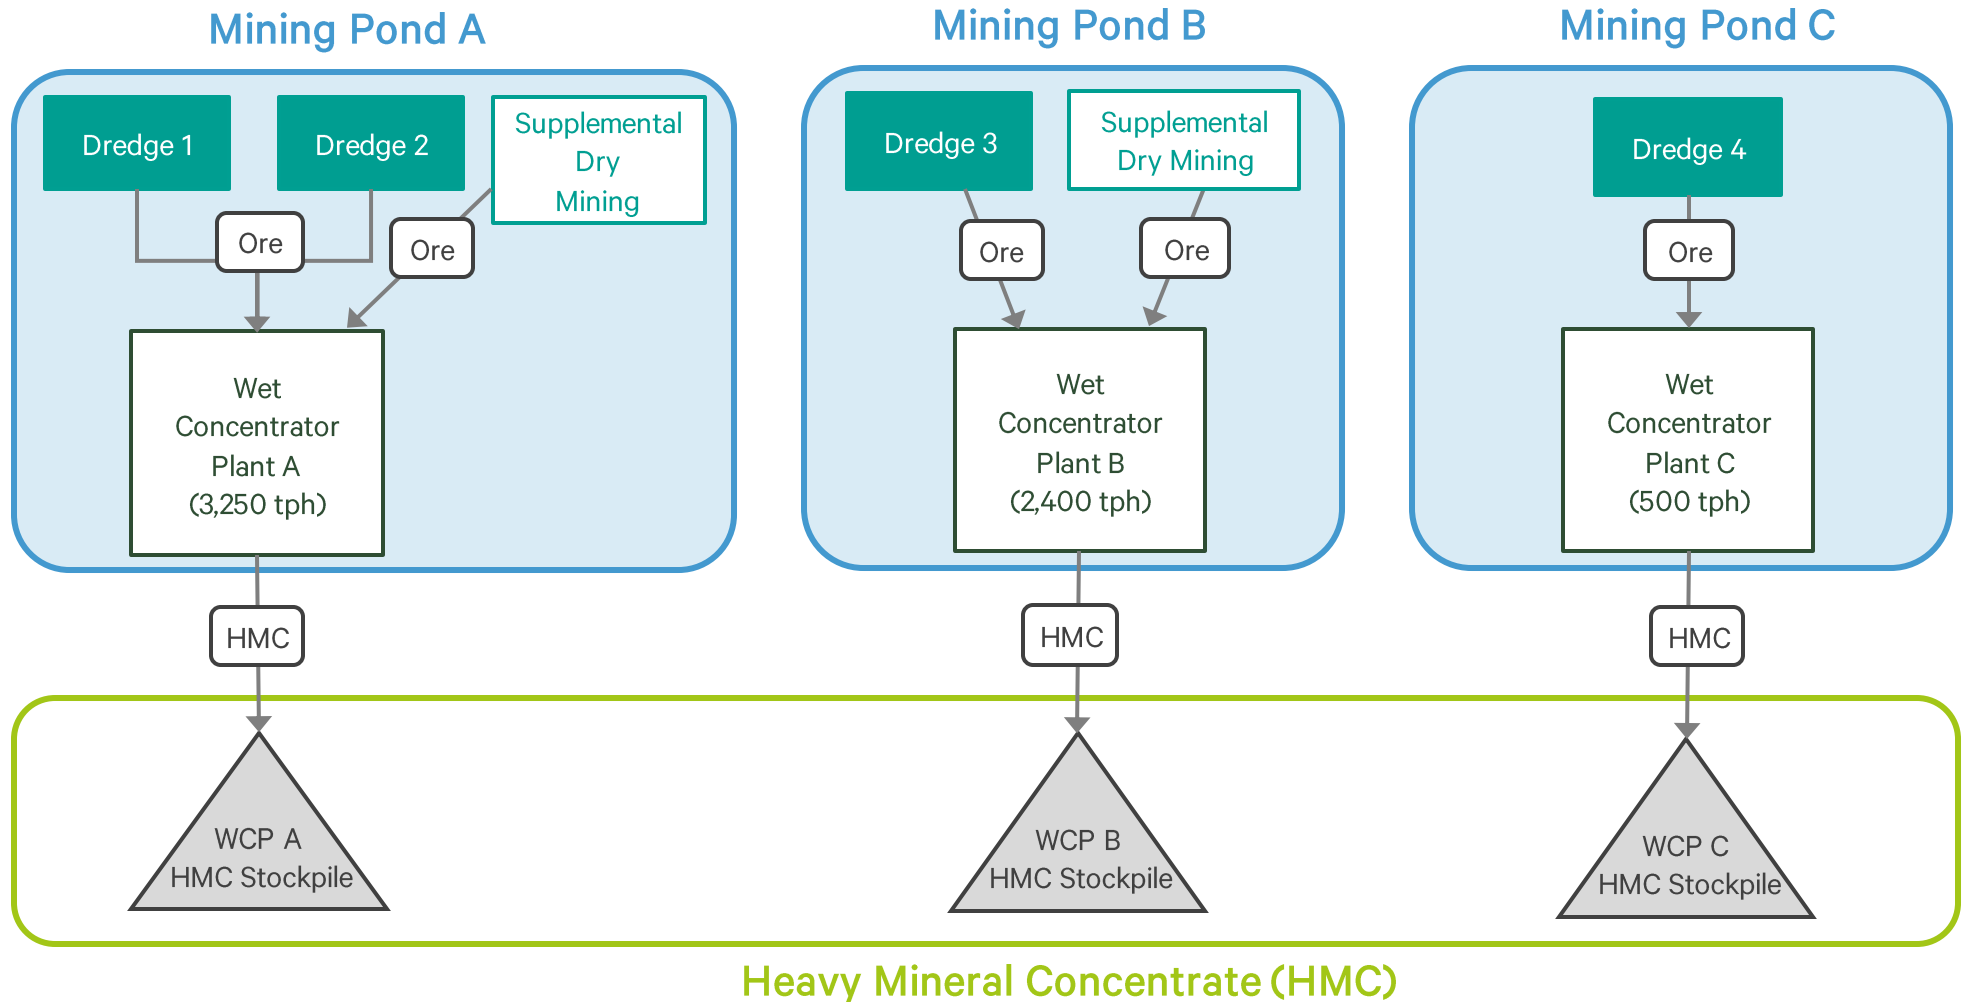 Mining Pond A
Mining Pond B
Mining Pond C
Dredge 1
Dredge 2
Supplemental
Dry
Mining
Ore
Ore
Wet
Concentrator
Plant A
(3,250 tph)
HMC
Dredge 3
Supplemental
Dry Mining
Ore
Ore
Wet
Concentrator
Plant B
(2,400 tph)
HMC
Dredge 4
Ore
Wet
Concentrator
Plant C
(500 tph)
HMC
WCP A
HMC Stockpile
WCP B
HMC Stockpile
WCP C
HMC Stockpile
Heavy Mineral Concentrate (HMC)